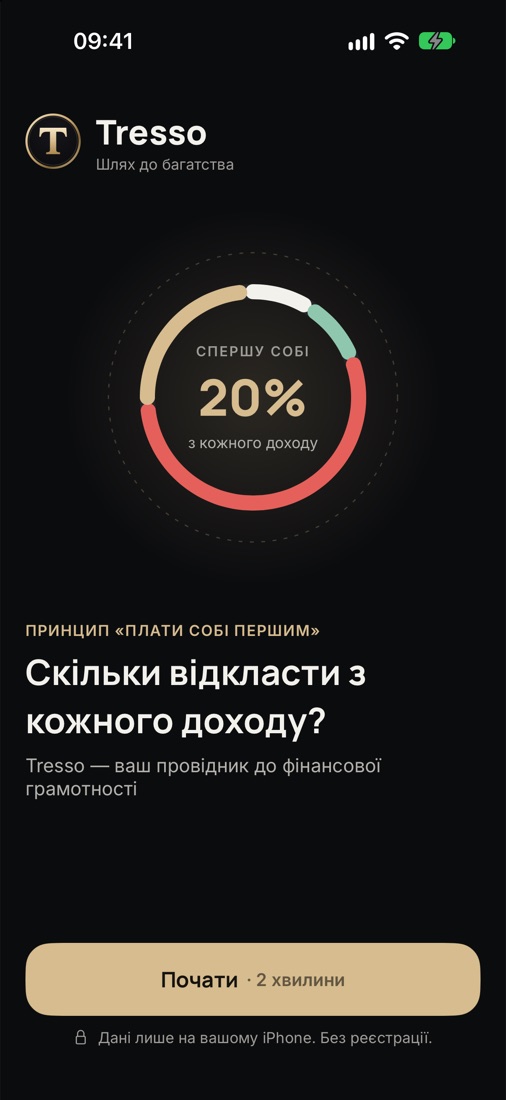 09:41
T
Tresso
Шлях до багатства
СПЕРШУ СОБІ
20%
з кожного доходу
ПРИНЦИП «ПЛАТИ СОБІ ПЕРШИМ»
Скільки відкласти з
кожного доходу?
Tresso — ваш провідник до фінансової
грамотності
Почати · 2 хвилини
Дані лише на вашому iPhone. Без реєстрації.